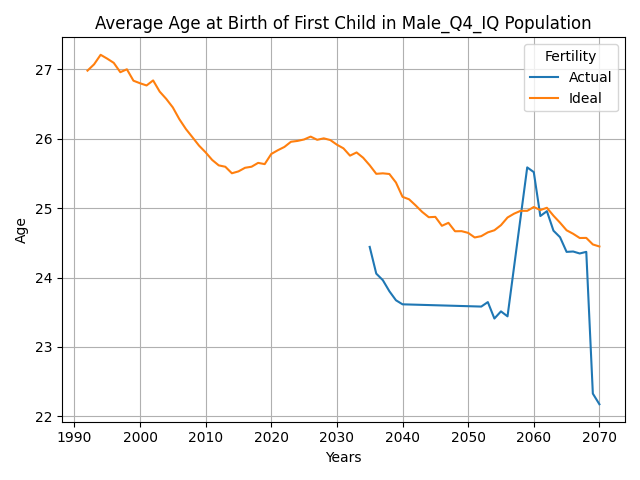 Average Age at Birth of First Child in Male_Q4_IQ Population
Fertility
Actual
Ideal
Age
27
26
25
24
23
22
1990 2000 2010 2020 2030 2040 2050 2060 2070
Years